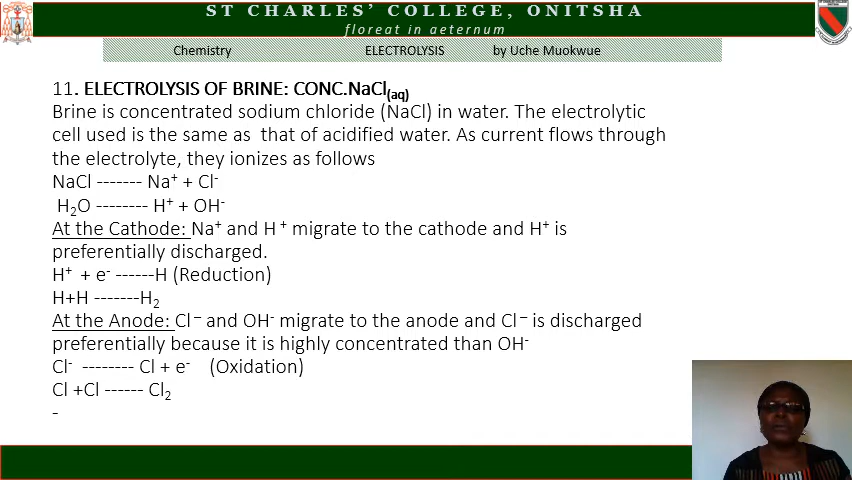 ST CHARLES' COLLEGE, ONITSHA
floreat in aeternum
Chemistry ELECTROLYSIS by Uche Muokwue
11. ELECTROLYSIS OF BRINE: CONC.NaCl(aq)
Brine is concentrated sodium chloride (NaCl) in water. The electrolytic
cell used is the same as that of acidified water. As current flows through
the electrolyte, they ionizes as follows
NaCl ------- Na⁺ + Cl⁻
H₂O -------- H⁺ + OH⁻
At the Cathode: Na⁺ and H⁺ migrate to the cathode and H⁺ is
preferentially discharged.
H⁺ + e⁻ ------H (Reduction)
H+H -------H₂
At the Anode: Cl⁻ and OH⁻ migrate to the anode and Cl⁻ is discharged
preferentially because it is highly concentrated than OH⁻
Cl⁻ -------- Cl + e⁻ (Oxidation)
Cl +Cl ------ Cl₂
-